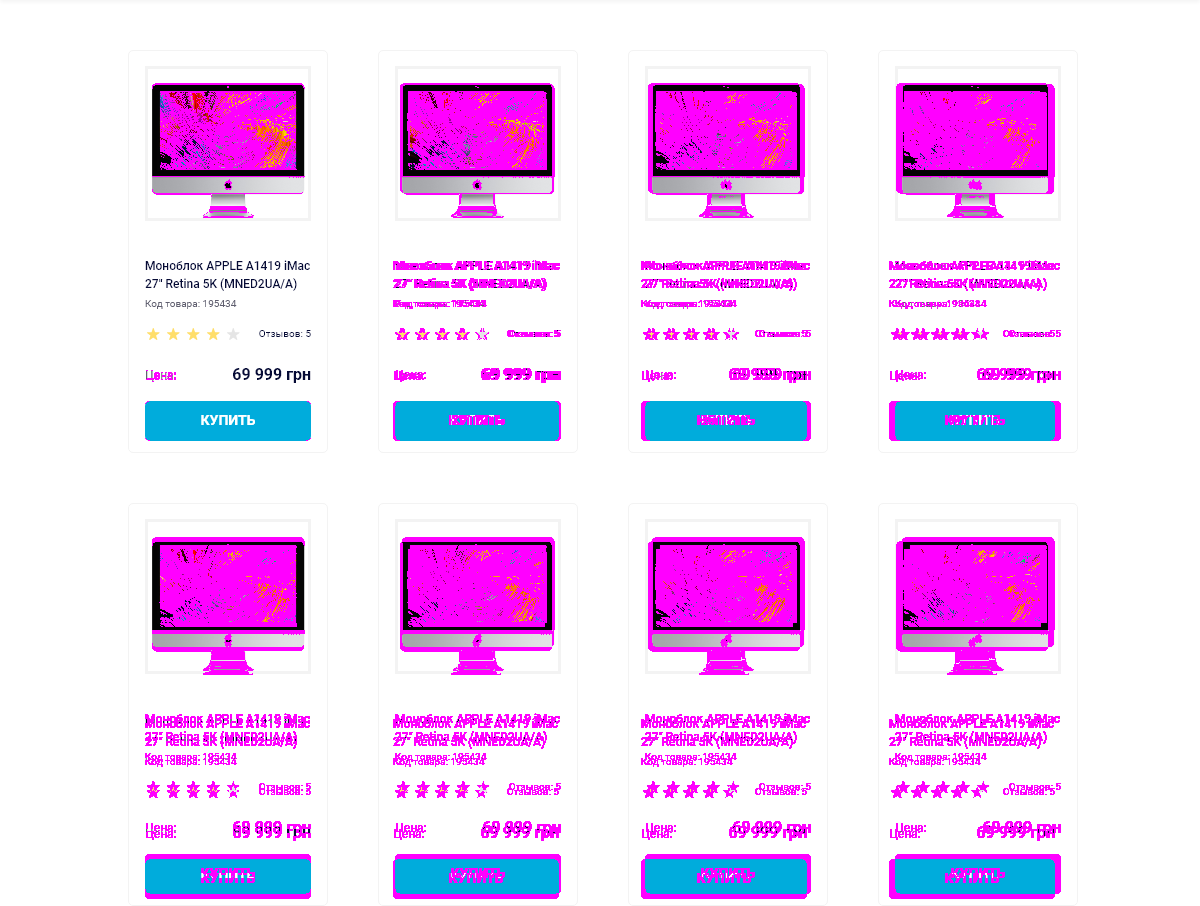 Моноблок APPLE A1419 iMac
27" Retina 5K (MNED2UA/A)
Код товара: 195434
Отзывов: 5
Цена:
69 999 грн
КУПИТЬ
Моноблок APPLE A1419 iMac
27" Retina 5K (MNED2UA/A)
Код товара: 195434
Отзывов: 5
Цена:
69 999 грн
КУПИТЬ
Моноблок APPLE A1419 iMac
27" Retina 5K (MNED2UA/A)
Код товара: 195434
Отзывов: 5
Цена:
69 999 грн
КУПИТЬ
Моноблок APPLE A1419 iMac
27" Retina 5K (MNED2UA/A)
Код товара: 195434
Отзывов: 5
Цена:
69 999 грн
КУПИТЬ
Моноблок APPLE A1419 iMac
27" Retina 5K (MNED2UA/A)
Код товара: 195434
Отзывов: 5
Цена:
69 999 грн
КУПИТЬ
Моноблок APPLE A1419 iMac
27" Retina 5K (MNED2UA/A)
Код товара: 195434
Отзывов: 5
Цена:
69 999 грн
КУПИТЬ
Моноблок APPLE A1419 iMac
27" Retina 5K (MNED2UA/A)
Код товара: 195434
Отзывов: 5
Цена:
69 999 грн
КУПИТЬ
Моноблок APPLE A1419 iMac
27" Retina 5K (MNED2UA/A)
Код товара: 195434
Отзывов: 5
Цена:
69 999 грн
КУПИТЬ